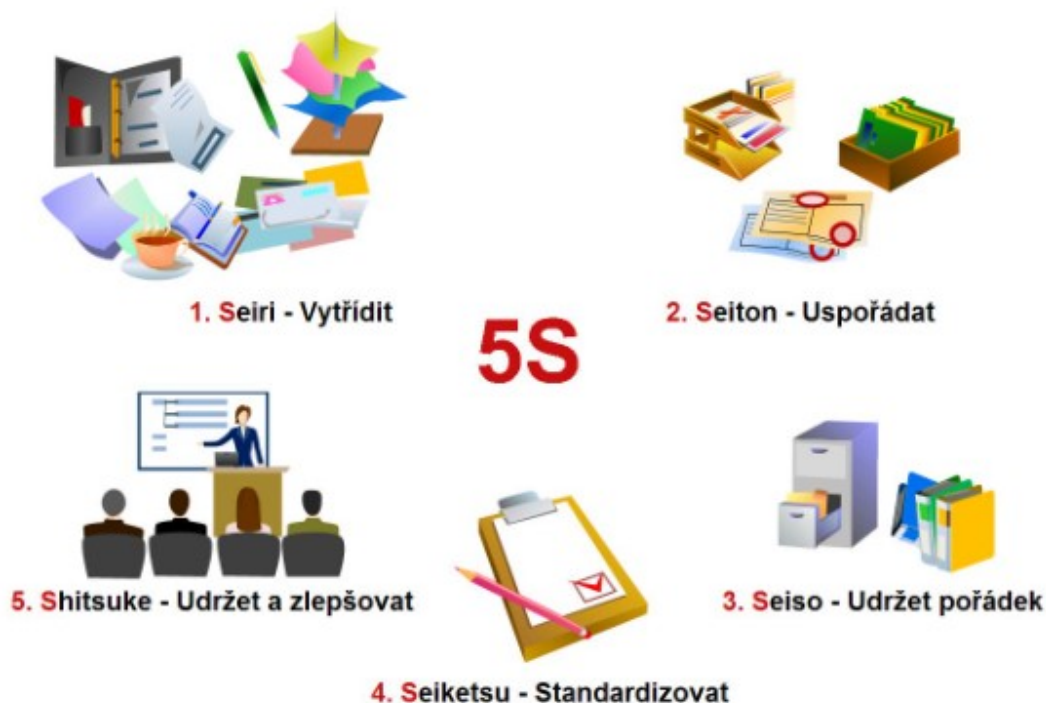 1. Seiri - Vytřídit
2. Seiton - Uspořádat
5S
5. Shitsuke - Udržet a zlepšovat
3. Seiso - Udržet pořádek
4. Seiketsu - Standardizovat